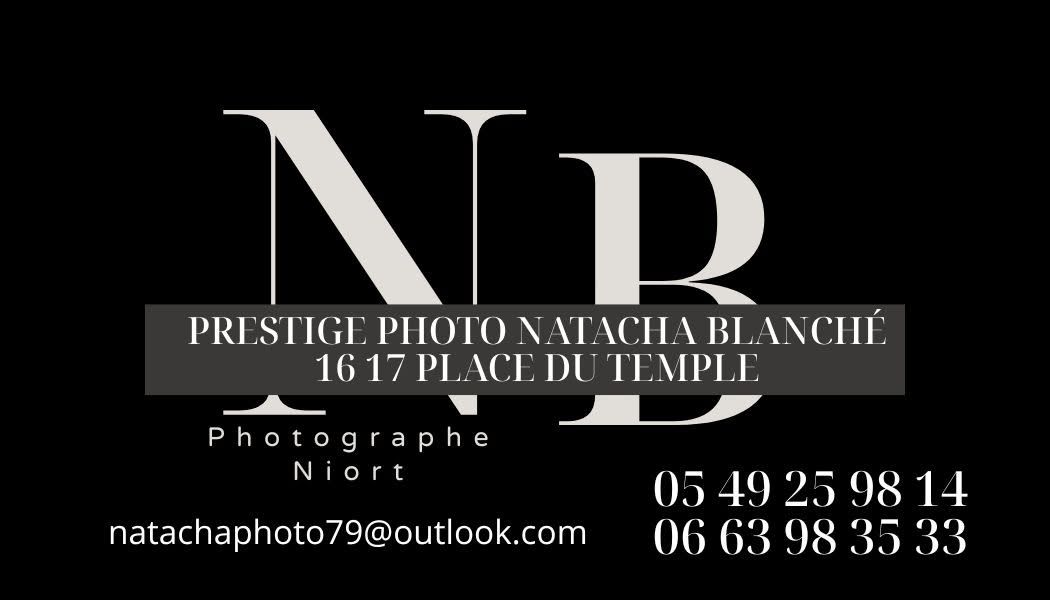 NB
PRESTIGE PHOTO NATACHA BLANCHÉ
16 17 PLACE DU TEMPLE
Photographe
Niort
05 49 25 98 14
06 63 98 35 33
natachaphoto79@outlook.com